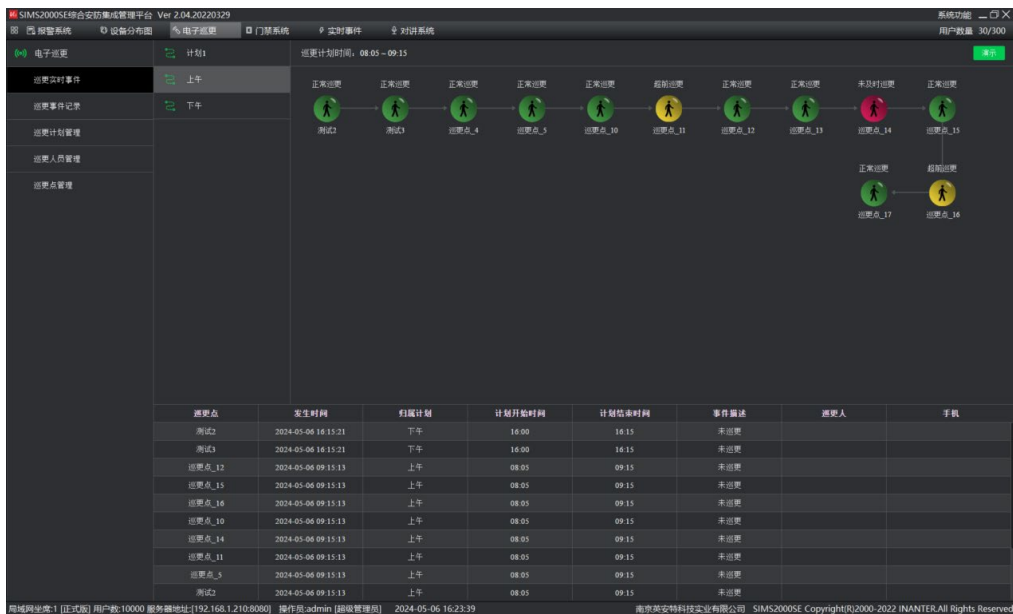 SIMS2000SE综合安防集成管理平台 Ver 2.04.20220329 系统功能
报警系统 设备分布图 电子巡更 门禁系统 实时事件 对讲系统 用户数量 30/300
电子巡更 计划1 巡更计划时间：08:05 – 09:15 演示
巡更实时事件 上午
正常巡更 正常巡更 正常巡更 正常巡更 正常巡更 超前巡更 正常巡更 正常巡更 未及时巡更 正常巡更
巡更事件记录 下午
测试2 测试3 巡更点_4 巡更点_5 巡更点_10 巡更点_11 巡更点_12 巡更点_13 巡更点_14 巡更点_15
巡更计划管理
巡更人员管理
正常巡更 超前巡更
巡更点管理
巡更点_17 巡更点_16
巡更点 发生时间 归属计划 计划开始时间 计划结束时间 事件描述 巡更人 手机
测试2 2024-05-06 16:15:21 下午 16:00 16:15 未巡更
测试3 2024-05-06 16:15:21 下午 16:00 16:15 未巡更
巡更点_12 2024-05-06 09:15:13 上午 08:05 09:15 未巡更
巡更点_15 2024-05-06 09:15:13 上午 08:05 09:15 未巡更
巡更点_16 2024-05-06 09:15:13 上午 08:05 09:15 未巡更
巡更点_10 2024-05-06 09:15:13 上午 08:05 09:15 未巡更
巡更点_14 2024-05-06 09:15:13 上午 08:05 09:15 未巡更
巡更点_11 2024-05-06 09:15:13 上午 08:05 09:15 未巡更
巡更点_5 2024-05-06 09:15:13 上午 08:05 09:15 未巡更
测试2 2024-05-06 09:15:13 上午 08:05 09:15 未巡更
局域网坐席:1 [正式版] 用户数:10000 服务器地址:[192.168.1.210:8080] 操作员:admin [超级管理员] 2024-05-06 16:23:39 南京英安特科技实业有限公司 SIMS2000SE Copyright(R)2000-2022 INANTER.All Rights Reserved